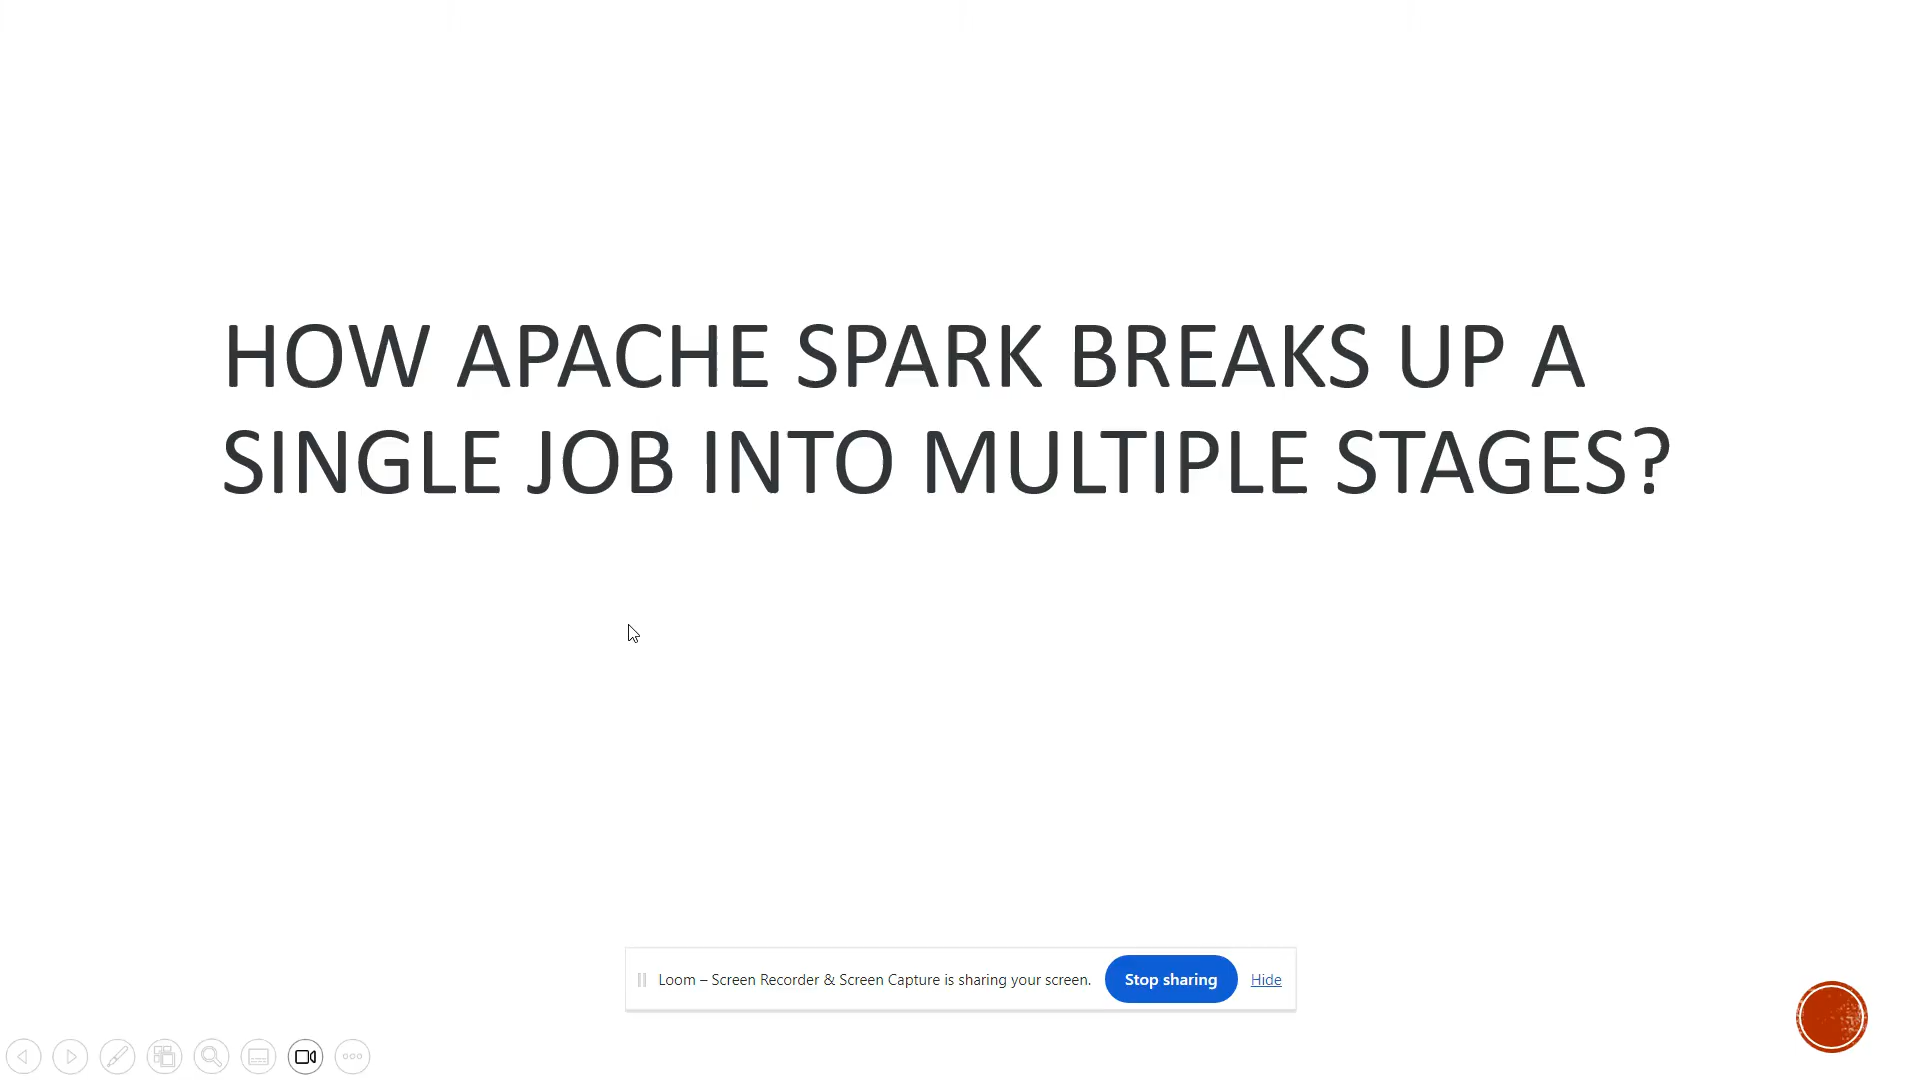 HOW APACHE SPARK BREAKS UP A
SINGLE JOB INTO MULTIPLE STAGES?
Loom – Screen Recorder & Screen Capture is sharing your screen. Stop sharing Hide